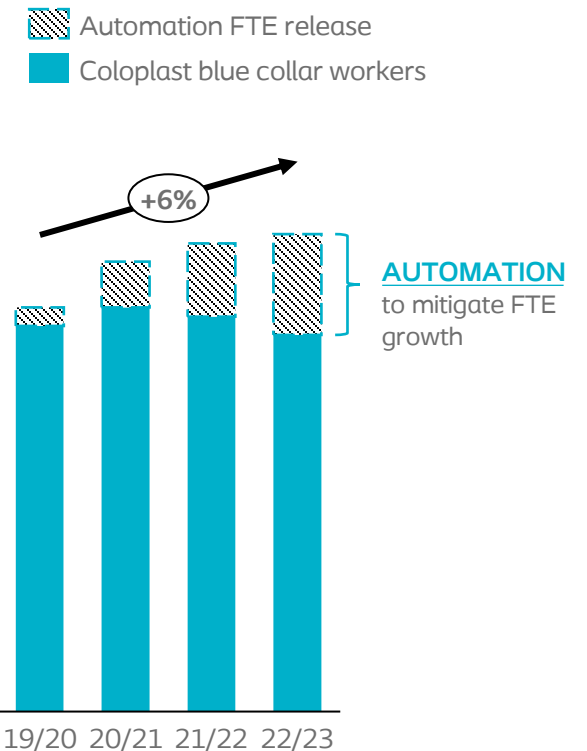 Automation FTE release
Coloplast blue collar workers
+6%
AUTOMATION
to mitigate FTE
growth
19/20 20/21 21/22 22/23